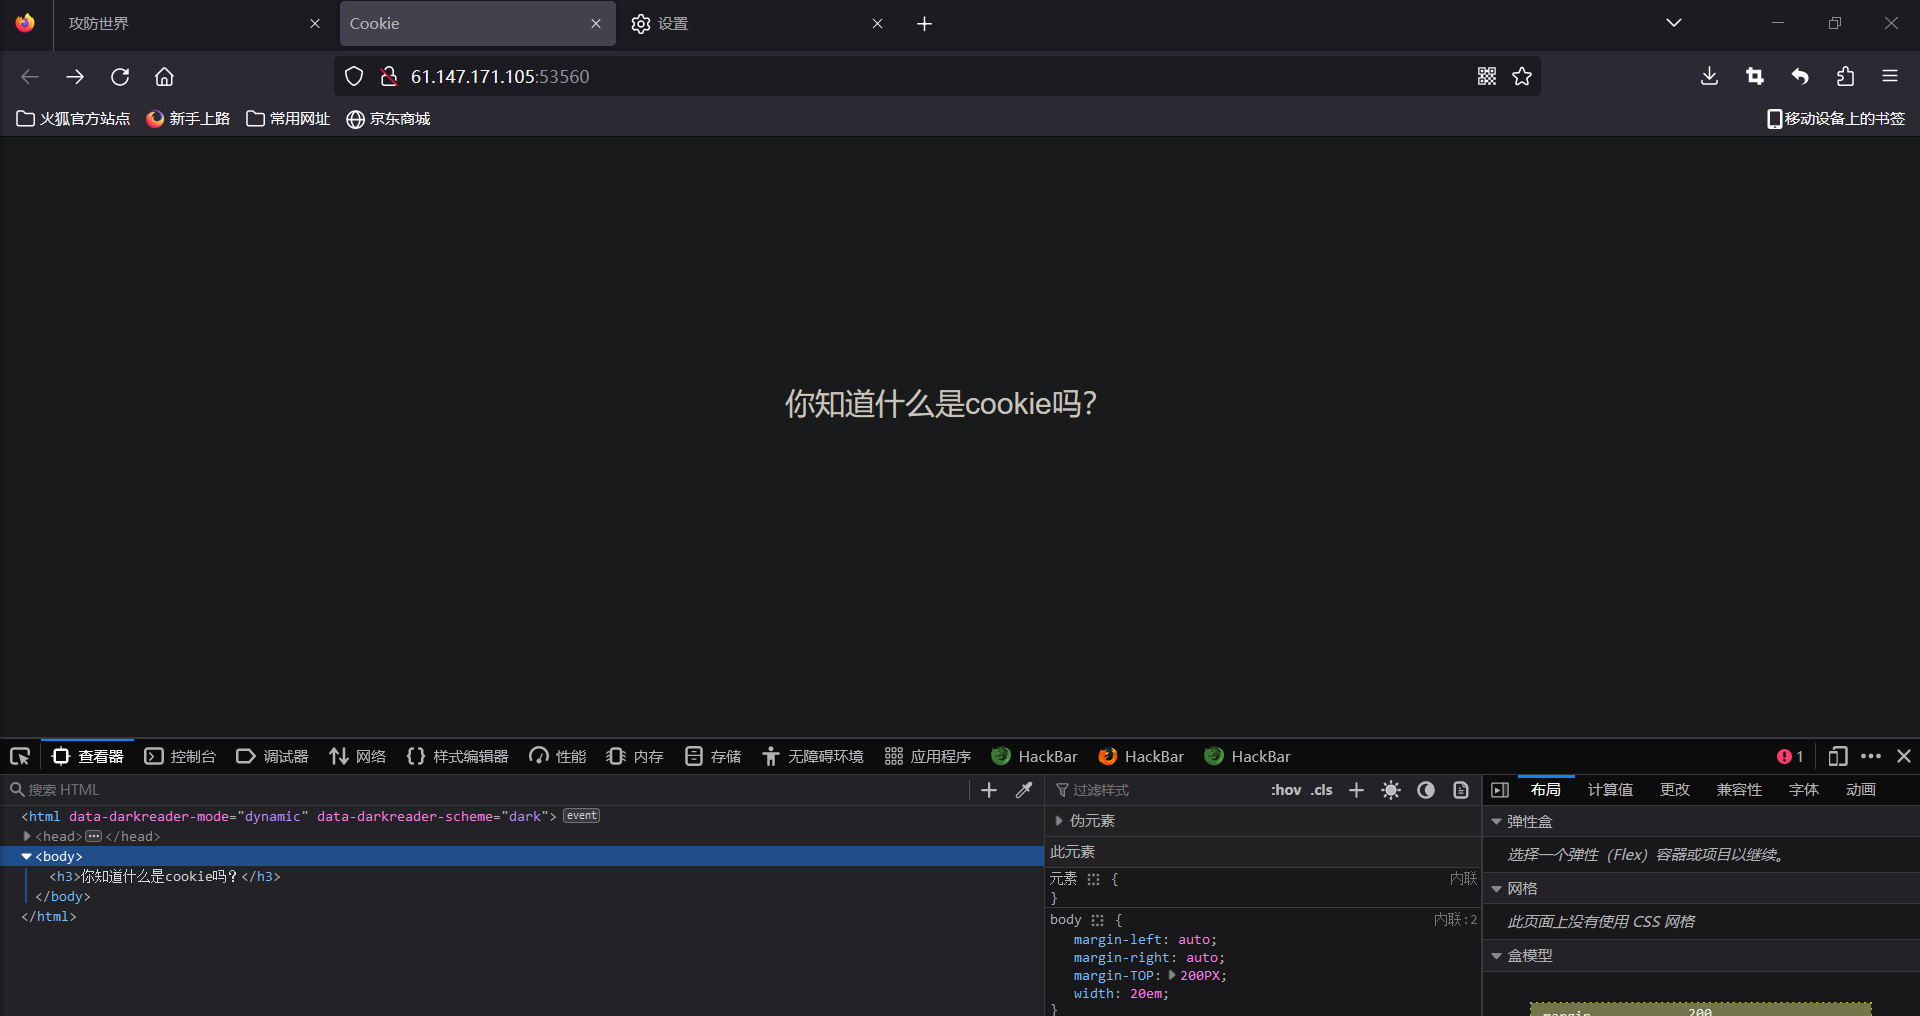 攻防世界
Cookie
设置
61.147.171.105:53560
火狐官方站点
新手上路
常用网址
京东商城
移动设备上的书签
你知道什么是cookie吗?
查看器
控制台
调试器
网络
样式编辑器
性能
内存
存储
无障碍环境
应用程序
HackBar
HackBar
HackBar
1
搜索 HTML
过滤样式
:hov .cls
布局
计算值
更改
兼容性
字体
动画
<html data-darkreader-mode="dynamic" data-darkreader-scheme="dark"> event
<head>…</head>
<body>
<h3>你知道什么是cookie吗？</h3>
</body>
</html>
伪元素
此元素
元素 {
内联
}
body {
内联:2
margin-left: auto;
margin-right: auto;
margin-TOP: 200PX;
width: 20em;
}
弹性盒
选择一个弹性（Flex）容器或项目以继续。
网格
此页面上没有使用 CSS 网格
盒模型
margin
200